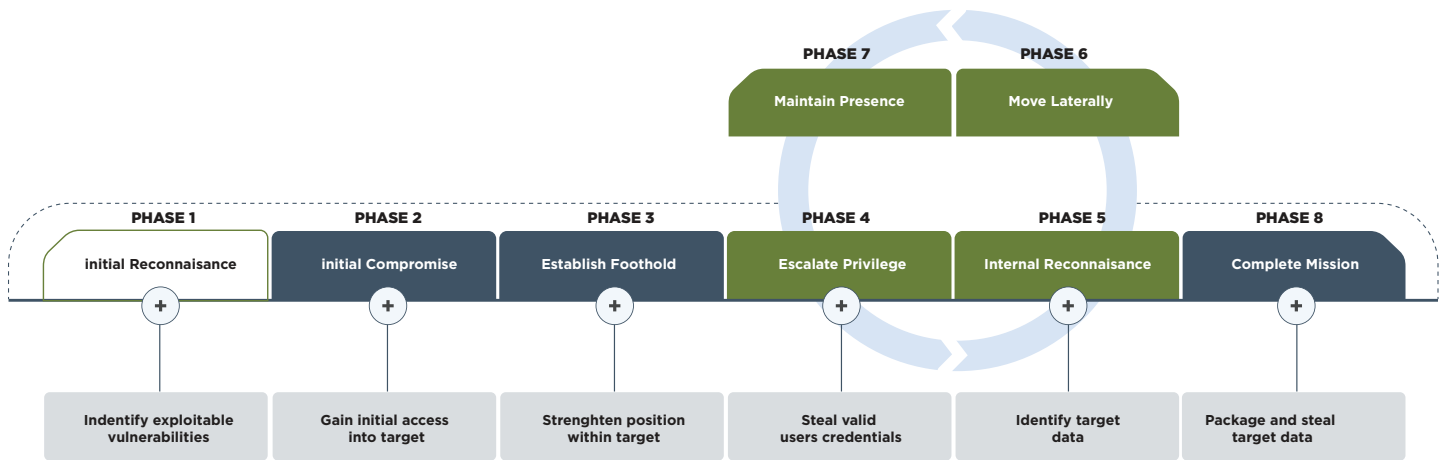 PHASE 7
PHASE 6
Maintain Presence
Move Laterally
PHASE 1
PHASE 2
PHASE 3
PHASE 4
PHASE 5
PHASE 8
initial Reconnaisance
initial Compromise
Establish Foothold
Escalate Privilege
Internal Reconnaisance
Complete Mission
+
+
+
+
+
+
Indentify exploitable
vulnerabilities
Gain initial access
into target
Strenghten position
within target
Steal valid
users credentials
Identify target
data
Package and steal
target data